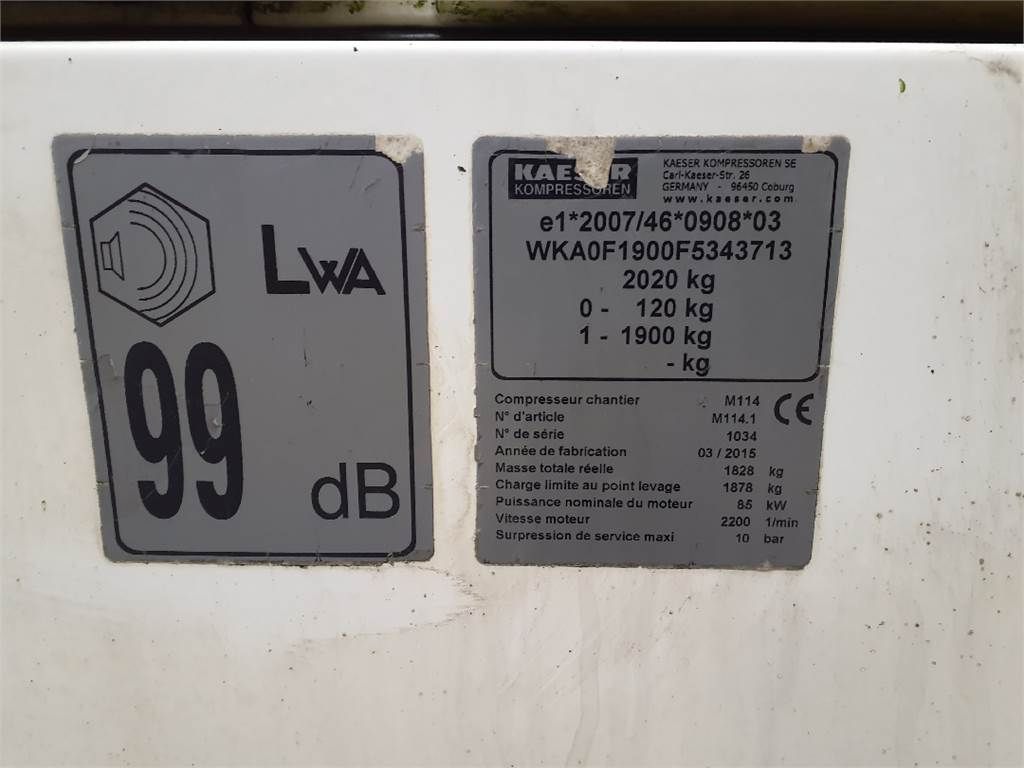 LWA
99
dB
KAESER
KOMPRESSOREN
KAESER KOMPRESSOREN SE
Carl-Kaeser-Str. 26
GERMANY - 96450 Coburg
www.kaeser.com
e1*2007/46*0908*03
WKA0F1900F5343713
2020 kg
0 - 120 kg
1 - 1900 kg
- kg
Compresseur chantier M114
N° d'article M114.1
N° de série 1034
Année de fabrication 03 / 2015
Masse totale réelle 1828 kg
Charge limite au point levage 1878 kg
Puissance nominale du moteur 85 kW
Vitesse moteur 2200 1/min
Surpression de service maxi 10 bar
CE